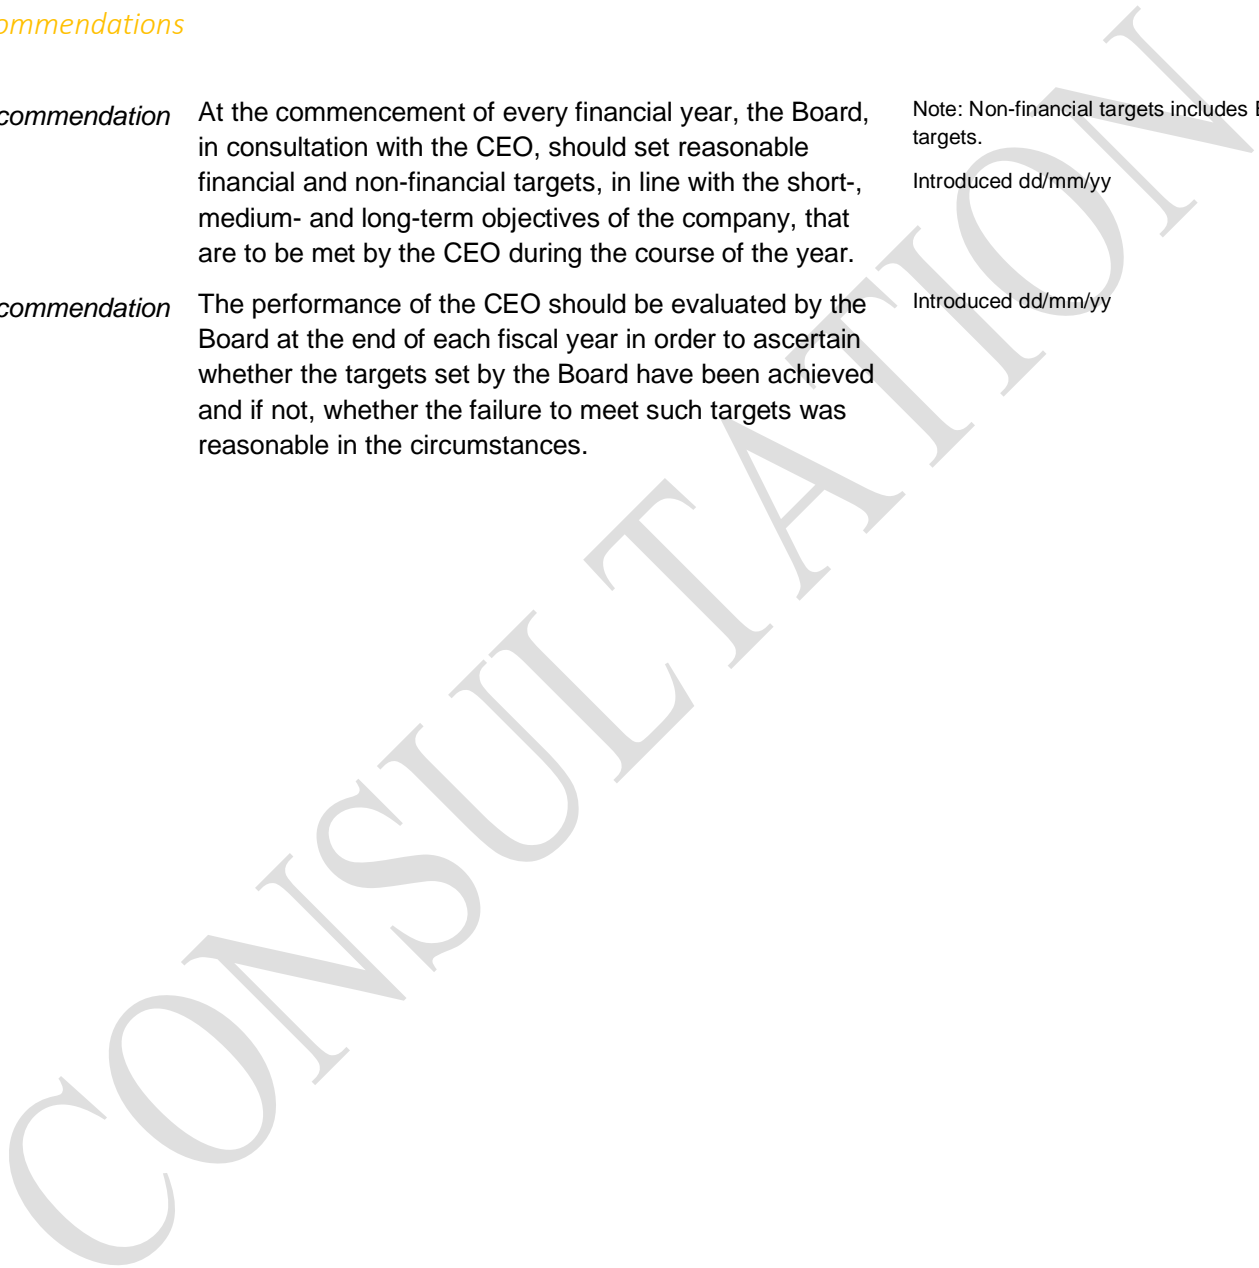 ommendations
commendation
At the commencement of every financial year, the Board,
in consultation with the CEO, should set reasonable
financial and non-financial targets, in line with the short-,
medium- and long-term objectives of the company, that
are to be met by the CEO during the course of the year.
Note: Non-financial targets includes
targets.
Introduced dd/mm/yy
commendation
The performance of the CEO should be evaluated by the
Board at the end of each fiscal year in order to ascertain
whether the targets set by the Board have been achieved
and if not, whether the failure to meet such targets was
reasonable in the circumstances.
Introduced dd/mm/yy
CONSULTATION